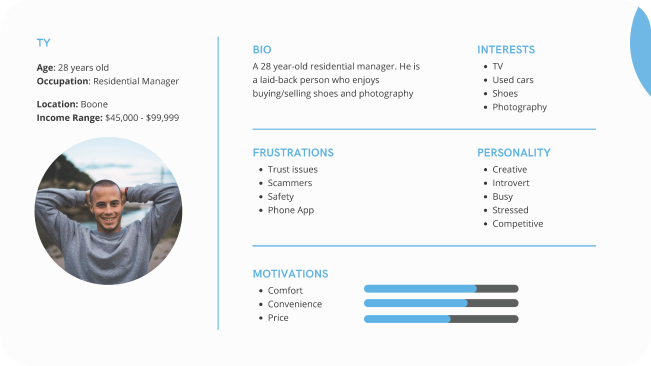 TY
Age: 28 years old
Occupation: Residential Manager
Location: Boone
Income Range: $45,000 - $99,999
BIO
A 28 year-old residential manager. He is
a laid-back person who enjoys
buying/selling shoes and photography
INTERESTS
TV
Used cars
Shoes
Photography
FRUSTRATIONS
Trust issues
Scammers
Safety
Phone App
PERSONALITY
Creative
Introvert
Busy
Stressed
Competitive
MOTIVATIONS
Comfort
Convenience
Price